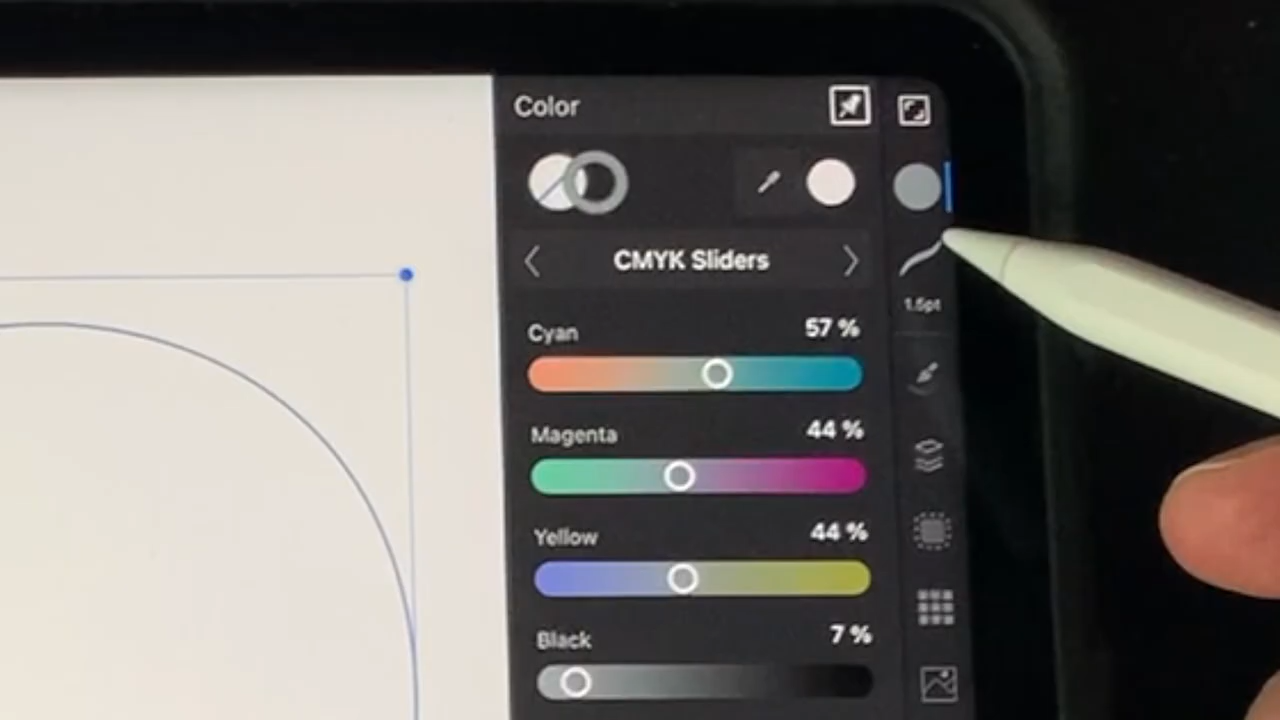 Color
CMYK Sliders
1.5pt
Cyan 57 %
Magenta 44 %
Yellow 44 %
Black 7 %